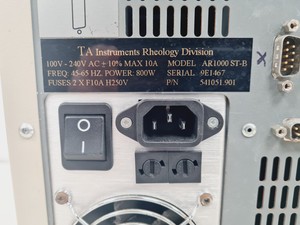 TA Instruments Rheology Division
100V - 240V AC ± 10% MAX 10A MODEL AR1000 ST-B
FREQ: 45-65 HZ. POWER: 800W SERIAL 9E1467
FUSES 2 X F10A H250V P/N 541051.901